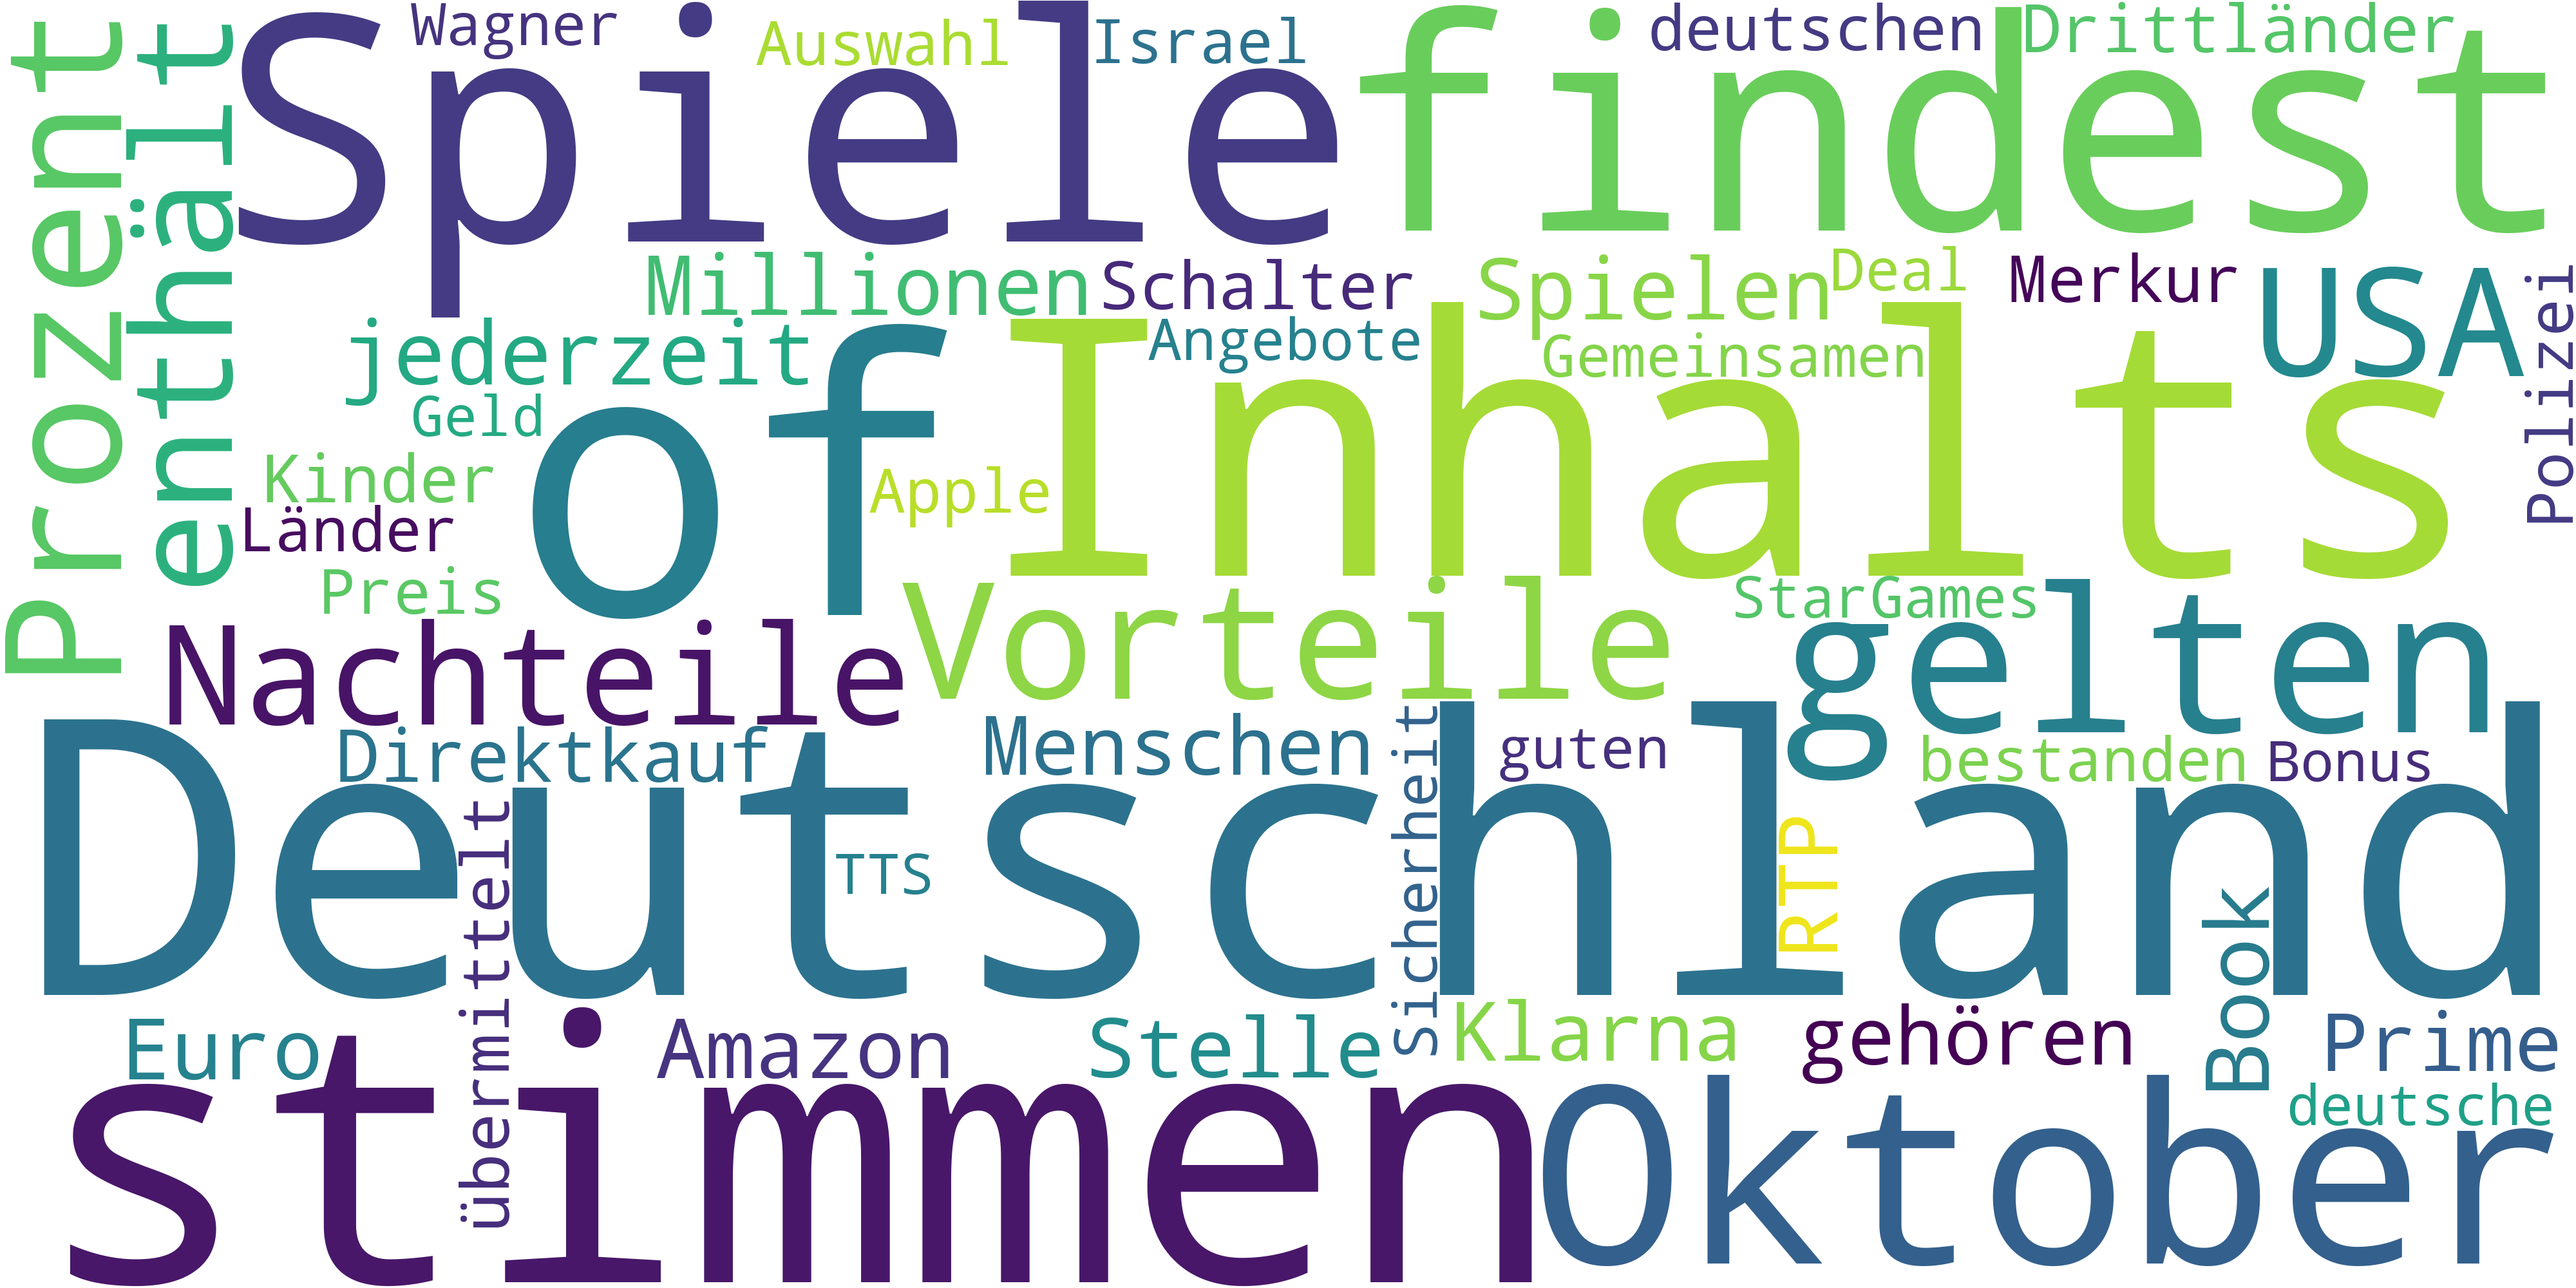 Prozent
enthält
Spiele
Wagner
Auswahl
Israel
findest
deutschen
Drittländer
Millionen
Schalter
Spielen
Deal
Merkur
USA
Polizei
jederzeit
Angebote
Gemeinsamen
Geld
of
Inhalts
Kinder
Apple
Länder
Preis
Vorteile
StarGames
gelten
Nachteile
Direktkauf
Menschen
Sicherheit
guten
bestanden
Bonus
Deutschland
übermittelt
TTS
RTP
Book
Euro
Amazon
Stelle
Klarna
gehören
Prime
deutsche
stimmen
Oktober